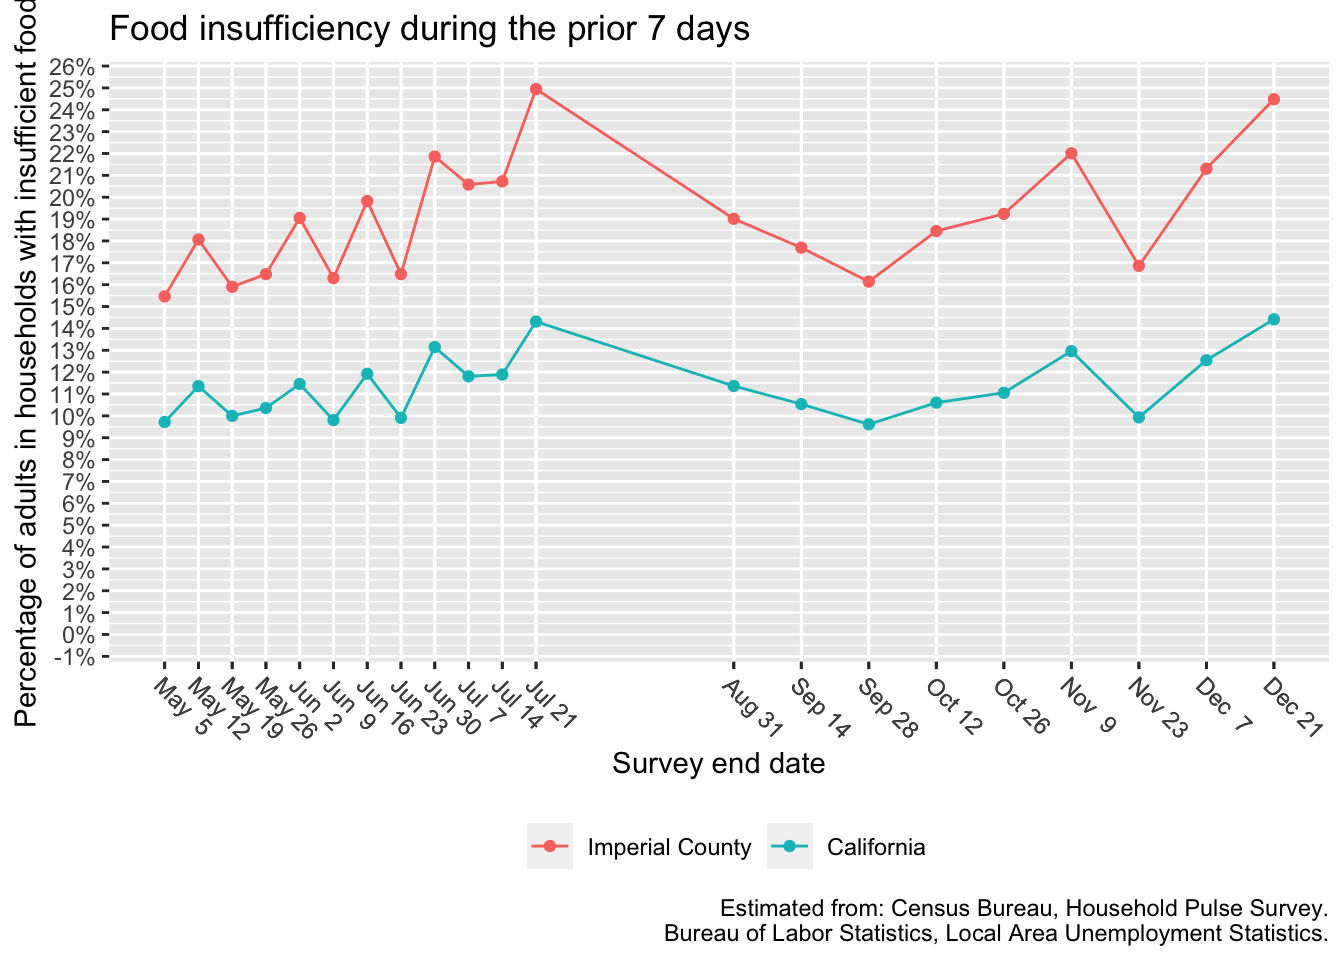 Food insufficiency during the prior 7 days
Percentage of adults in households with insufficient food
26%
25%
24%
23%
22%
21%
20%
19%
18%
17%
16%
15%
14%
13%
12%
11%
10%
9%
8%
7%
6%
5%
4%
3%
2%
1%
0%
-1%
May 5
May 12
May 19
May 26
Jun 2
Jun 9
Jun 16
Jun 23
Jun 30
Jul 7
Jul 14
Jul 21
Aug 31
Sep 14
Sep 28
Oct 12
Oct 26
Nov 9
Nov 23
Dec 7
Dec 21
Survey end date
Imperial County
California
Estimated from: Census Bureau, Household Pulse Survey.
Bureau of Labor Statistics, Local Area Unemployment Statistics.